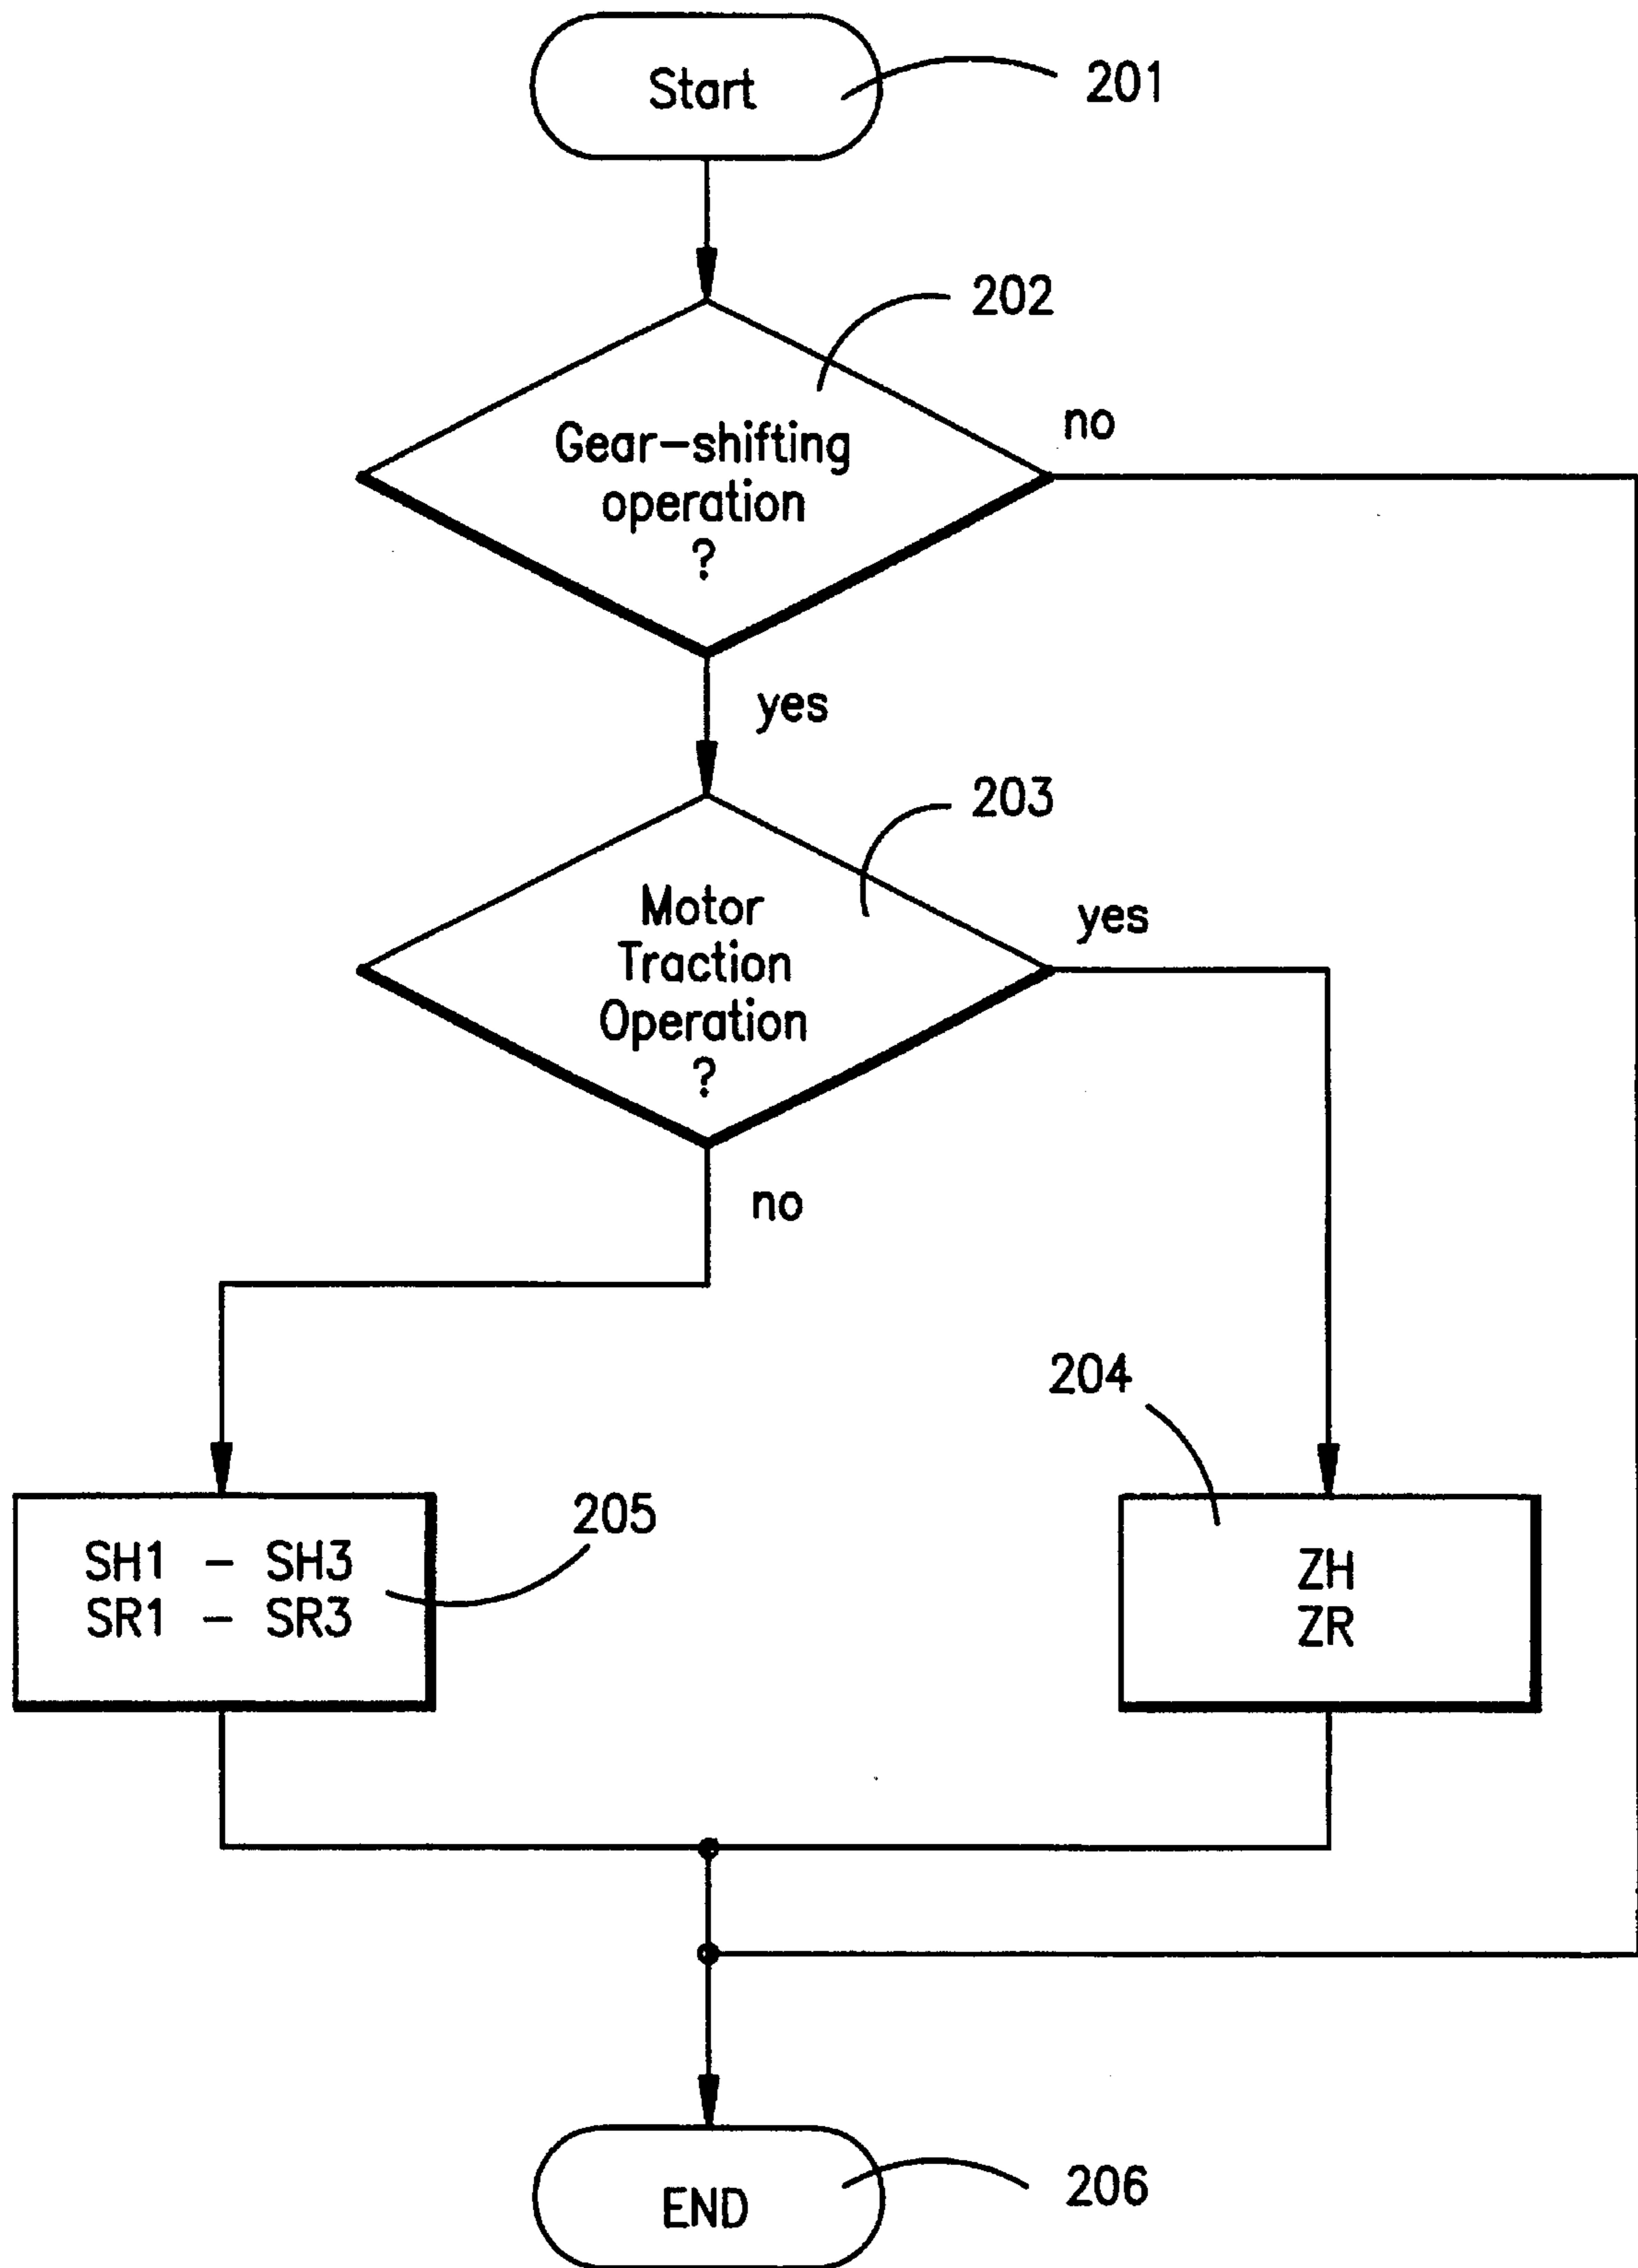 Start
201
202
no
Gear-shifting
operation
?
yes
203
Motor
Traction
Operation
?
yes
no
204
205
SH1 - SH3
SR1 - SR3
ZH
ZR
END
206